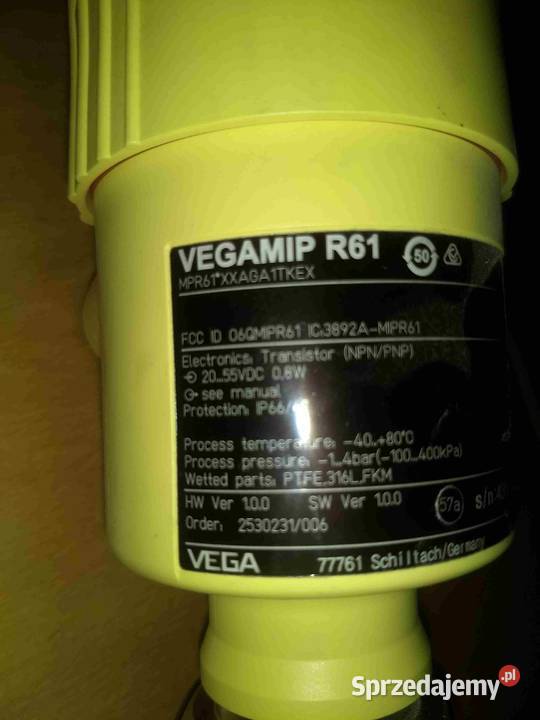 VEGAMIP R61
50
MPR61*XXAGA1TKEX
FCC ID O6QMPR61 IC:3892A-MIPR61
Electronics: Transistor (NPN/PNP)
20...55VDC 0.8W
see manual
Protection: IP66/
Process temperature: -40..+80°C
Process pressure: -1...4bar(-100...400kPa)
Wetted parts: PTFE,316L,FKM
HW Ver 1.0.0 SW Ver 1.0.0
57a s/n:
Order: 2530231/006
VEGA 77761 Schiltach/Germany
Sprzedajemy.pl